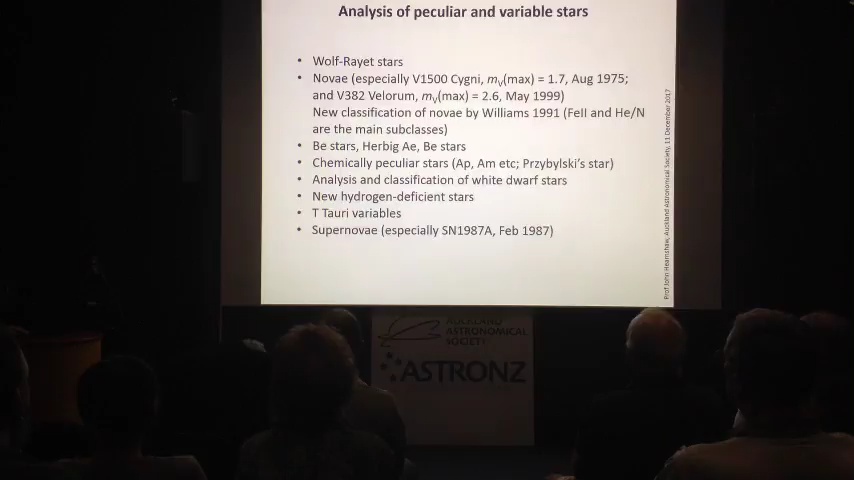 Analysis of peculiar and variable stars
• Wolf-Rayet stars
• Novae (especially V1500 Cygni, mV(max) = 1.7, Aug 1975;
and V382 Velorum, mV(max) = 2.6, May 1999)
New classification of novae by Williams 1991 (FeII and He/N
are the main subclasses)
• Be stars, Herbig Ae, Be stars
• Chemically peculiar stars (Ap, Am etc; Przybylski's star)
• Analysis and classification of white dwarf stars
• New hydrogen-deficient stars
• T Tauri variables
• Supernovae (especially SN1987A, Feb 1987)
Prof John Hearnshaw, Auckland Astronomical Society, 11 December 2017
AUCKLAND
ASTRONOMICAL
SOCIETY
ASTRONZ